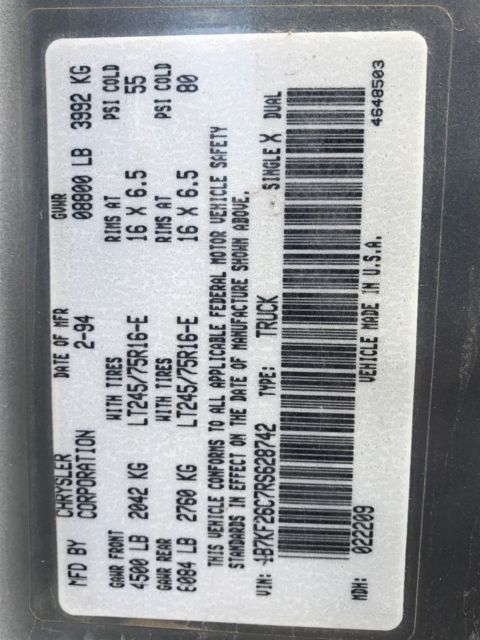 MFD BY CHRYSLER CORPORATION DATE OF MFR 2-94 GVWR 08800 LB 3992 KG
GAWR FRONT WITH TIRES RIMS AT PSI COLD
4500 LB 2042 KG LT245/75R16-E 16 X 6.5 55
GAWR REAR WITH TIRES RIMS AT PSI COLD
6084 LB 2760 KG LT245/75R16-E 16 X 6.5 80
THIS VEHICLE CONFORMS TO ALL APPLICABLE FEDERAL MOTOR VEHICLE SAFETY
STANDARDS IN EFFECT ON THE DATE OF MANUFACTURE SHOWN ABOVE.
VIN: 1B7KF26C7RS628742 TYPE: TRUCK SINGLE X DUAL
MDH: 022209 VEHICLE MADE IN U.S.A. 4648503